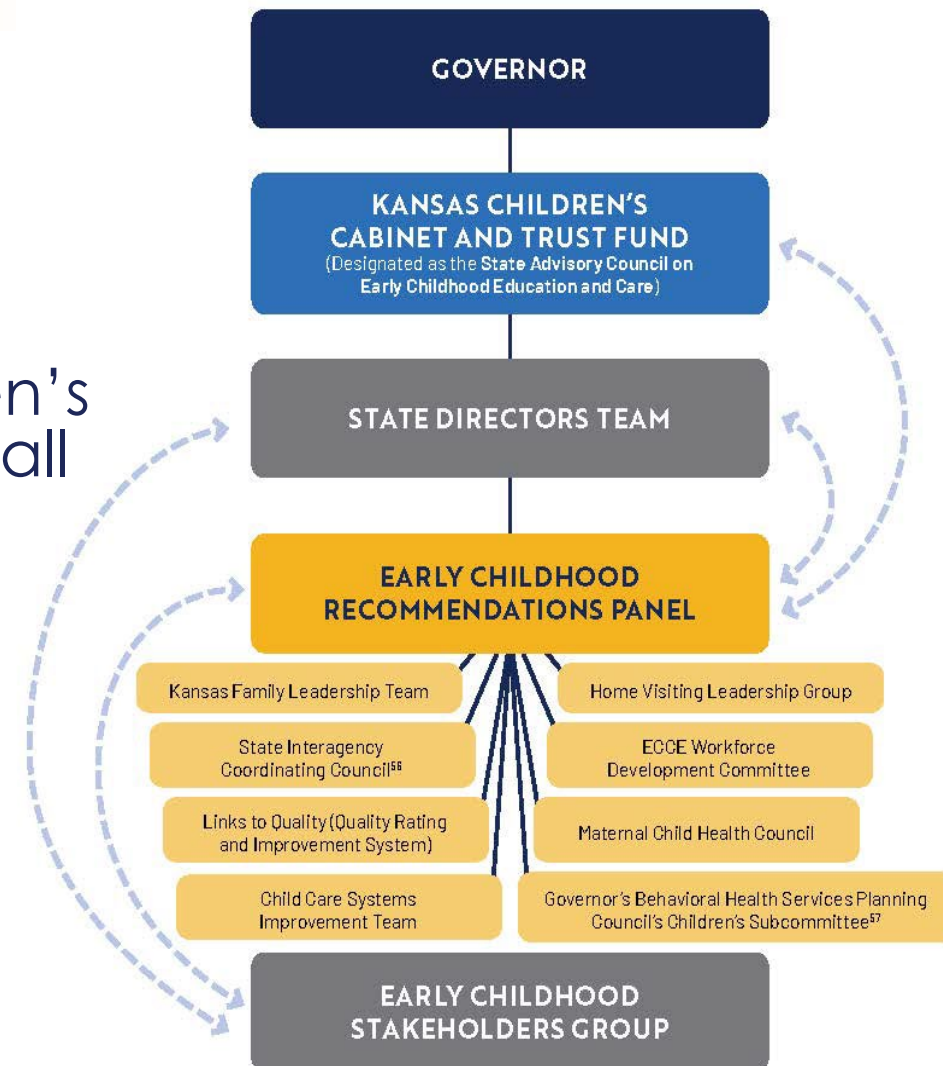 GOVERNOR
KANSAS CHILDREN'S
CABINET AND TRUST FUND
(Designated as the State Advisory Council on
Early Childhood Education and Care)
en's
all
STATE DIRECTORS TEAM
EARLY CHILDHOOD
RECOMMENDATIONS PANEL
Kansas Family Leadership Team
Home Visiting Leadership Group
State Interagency
Coordinating Council⁵⁶
ECCE Workforce
Development Committee
Links to Quality (Quality Rating
and Improvement System)
Maternal Child Health Council
Child Care Systems
Improvement Team
Governor's Behavioral Health Services Planning
Council's Children's Subcommittee⁵⁷
EARLY CHILDHOOD
STAKEHOLDERS GROUP